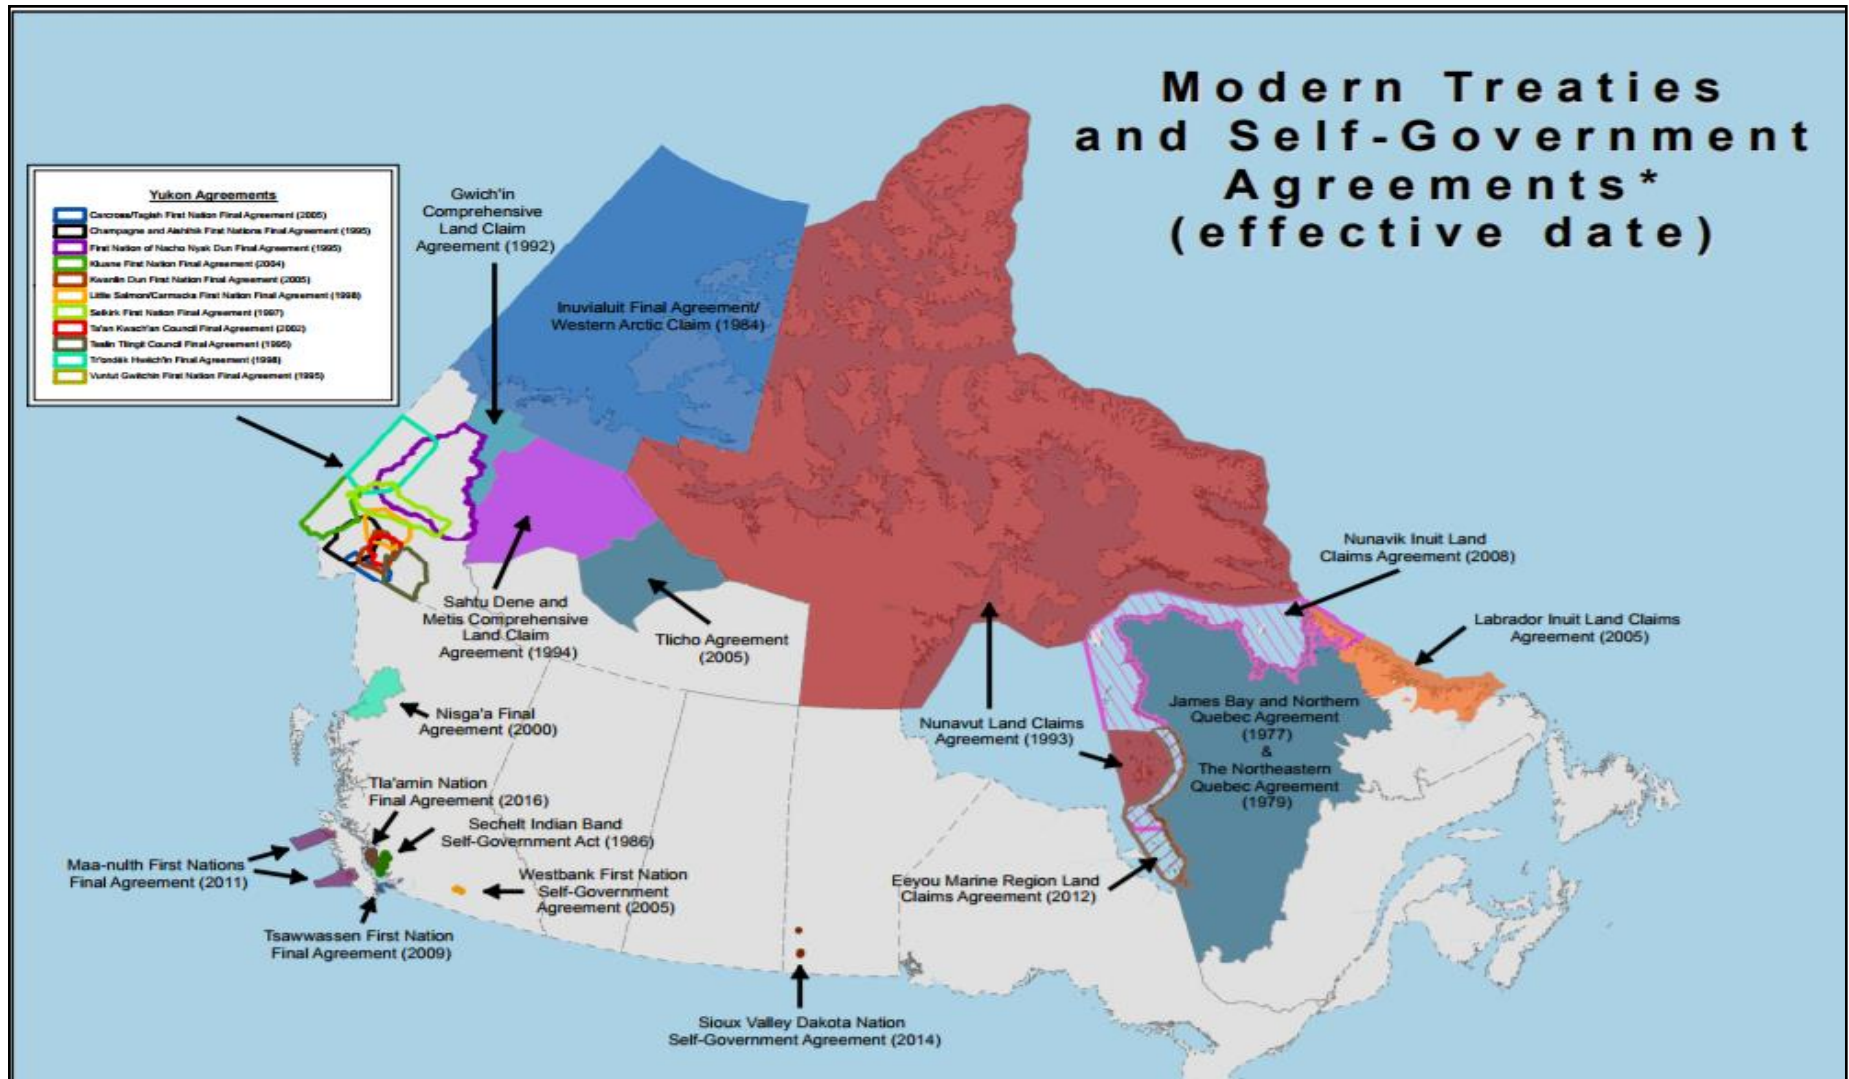 Modern Treaties
and Self-Government
Agreements*
(effective date)
Yukon Agreements
Carcross/Tagish First Nation Final Agreement (2005)
Champagne and Aishihik First Nations Final Agreement (1995)
First Nation of Nacho Nyak Dun Final Agreement (1995)
Kluane First Nation Final Agreement (2004)
Kwanlin Dun First Nation Final Agreement (2005)
Little Salmon/Carmacks First Nation Final Agreement (1998)
Selkirk First Nation Final Agreement (1997)
Ta'an Kwach'an Council Final Agreement (2002)
Teslin Tlingit Council Final Agreement (1995)
Tr'ondëk Hwëch'in Final Agreement (1998)
Vuntut Gwitchin First Nation Final Agreement (1995)
Gwich'in
Comprehensive
Land Claim
Agreement (1992)
Inuvialuit Final Agreement/
Western Arctic Claim (1984)
Nunavik Inuit Land
Claims Agreement (2008)
Labrador Inuit Land Claims
Agreement (2005)
Sahtu Dene and
Metis Comprehensive
Land Claim
Agreement (1994)
Tlicho Agreement
(2005)
James Bay and Northern
Quebec Agreement
(1977)
&
The Northeastern
Quebec Agreement
(1979)
Nisga'a Final
Agreement (2000)
Nunavut Land Claims
Agreement (1993)
Tla'amin Nation
Final Agreement (2016)
Sechelt Indian Band
Self-Government Act (1986)
Maa-nulth First Nations
Final Agreement (2011)
Westbank First Nation
Self-Government
Agreement (2005)
Eeyou Marine Region Land
Claims Agreement (2012)
Tsawwassen First Nation
Final Agreement (2009)
Sioux Valley Dakota Nation
Self-Government Agreement (2014)